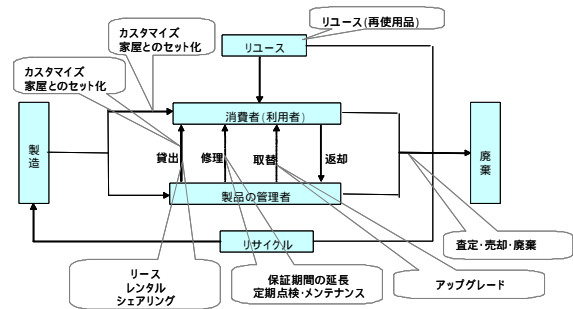 カスタマイズ
家屋とのセット化
リユース(再使用品)
リユース
カスタマイズ
家屋とのセット化
消費者(利用者)
製造
貸出
修理
取替
返却
廃棄
製品の管理者
リサイクル
査定・売却・廃棄
リース
レンタル
シェアリング
保証期間の延長
定期点検・メンテナンス
アップグレード